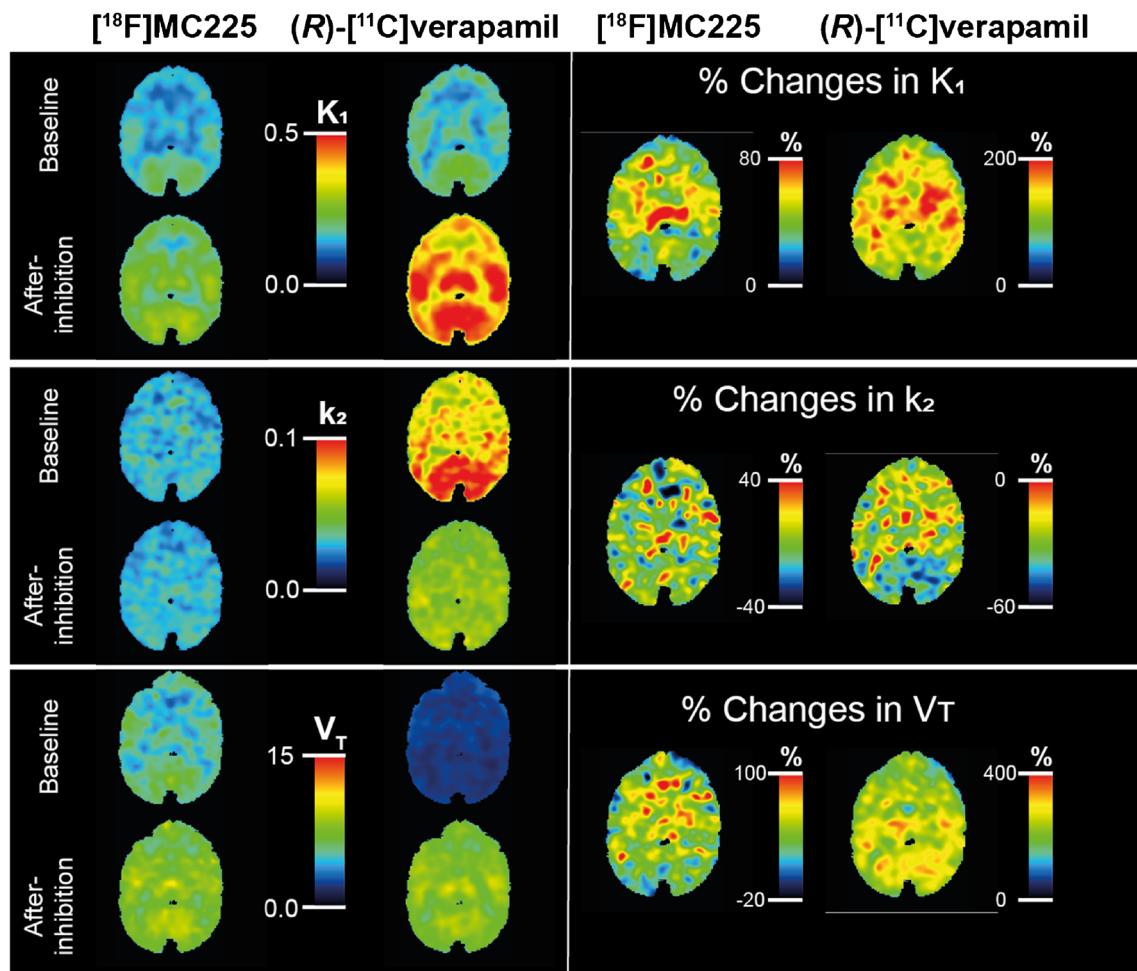 [¹⁸F]MC225 (R)-[¹¹C]verapamil [¹⁸F]MC225 (R)-[¹¹C]verapamil
Baseline
K₁
0.5
0.0
After-
inhibition
% Changes in K₁
%
80
0
%
200
0
Baseline
k₂
0.1
0.0
After-
inhibition
% Changes in k₂
%
40
-40
%
0
-60
Baseline
V_T
15
0.0
After-
inhibition
% Changes in Vᴛ
%
100
-20
%
400
0